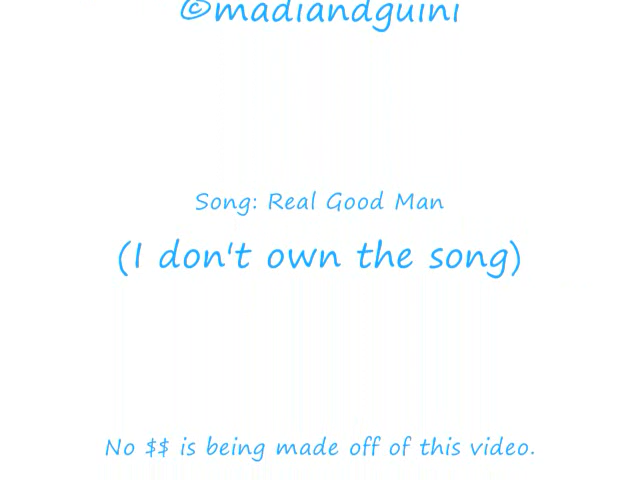 ©madiandguini
Song: Real Good Man
(I don't own the song)
No $$ is being made off of this video.